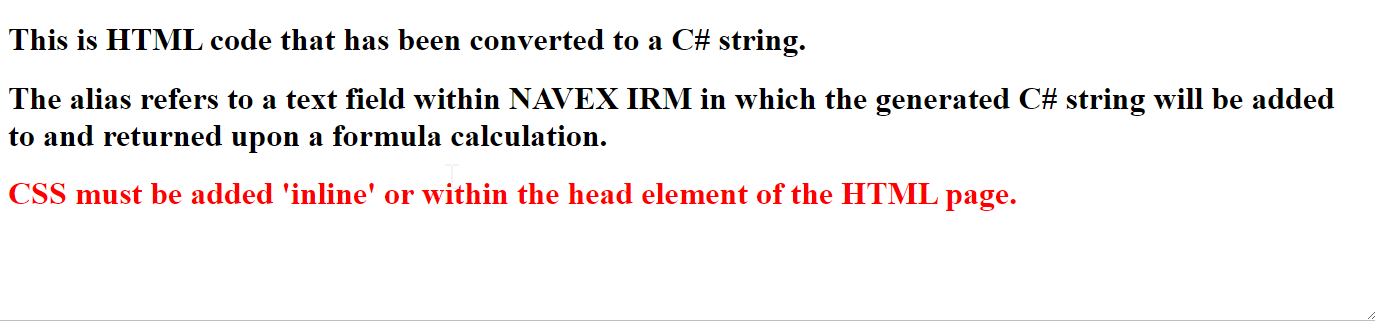 This is HTML code that has been converted to a C# string.
The alias refers to a text field within NAVEX IRM in which the generated C# string will be added
to and returned upon a formula calculation.
CSS must be added 'inline' or within the head element of the HTML page.